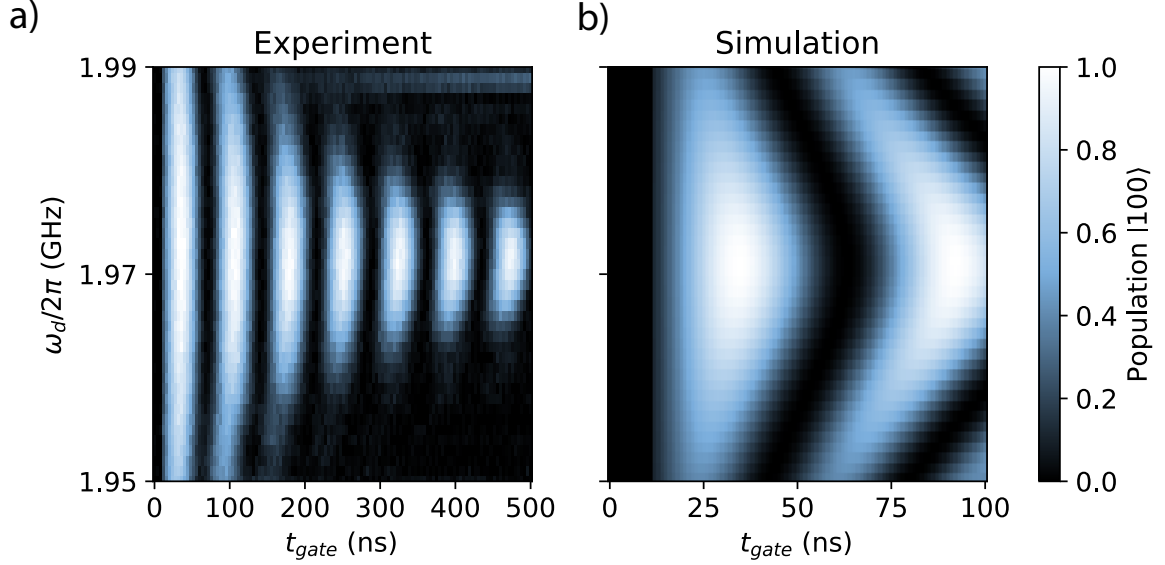 a)
Experiment
1.99
1.97
1.95
ω_d/2π (GHz)
0 100 200 300 400 500
t_gate (ns)
b)
Simulation
0 25 50 75 100
t_gate (ns)
1.0
0.8
0.6
0.4
0.2
0.0
Population |100⟩